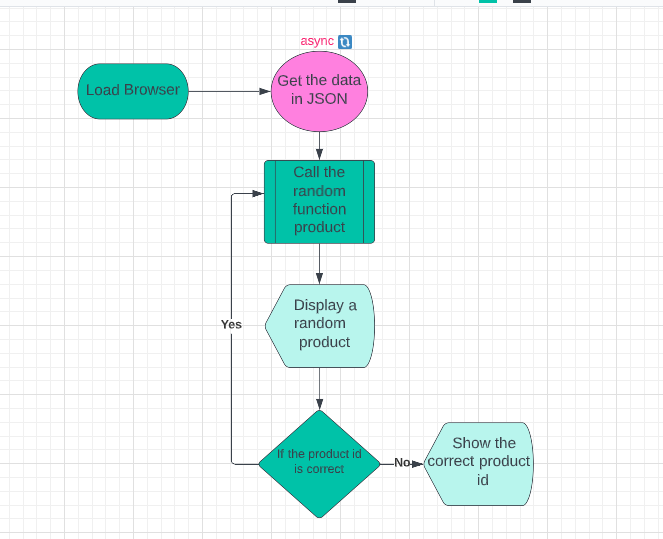 async
Load Browser
Get the data
in JSON
Call the
random
function
product
Display a
random
product
Yes
If the product id
is correct
No
Show the
correct product
id